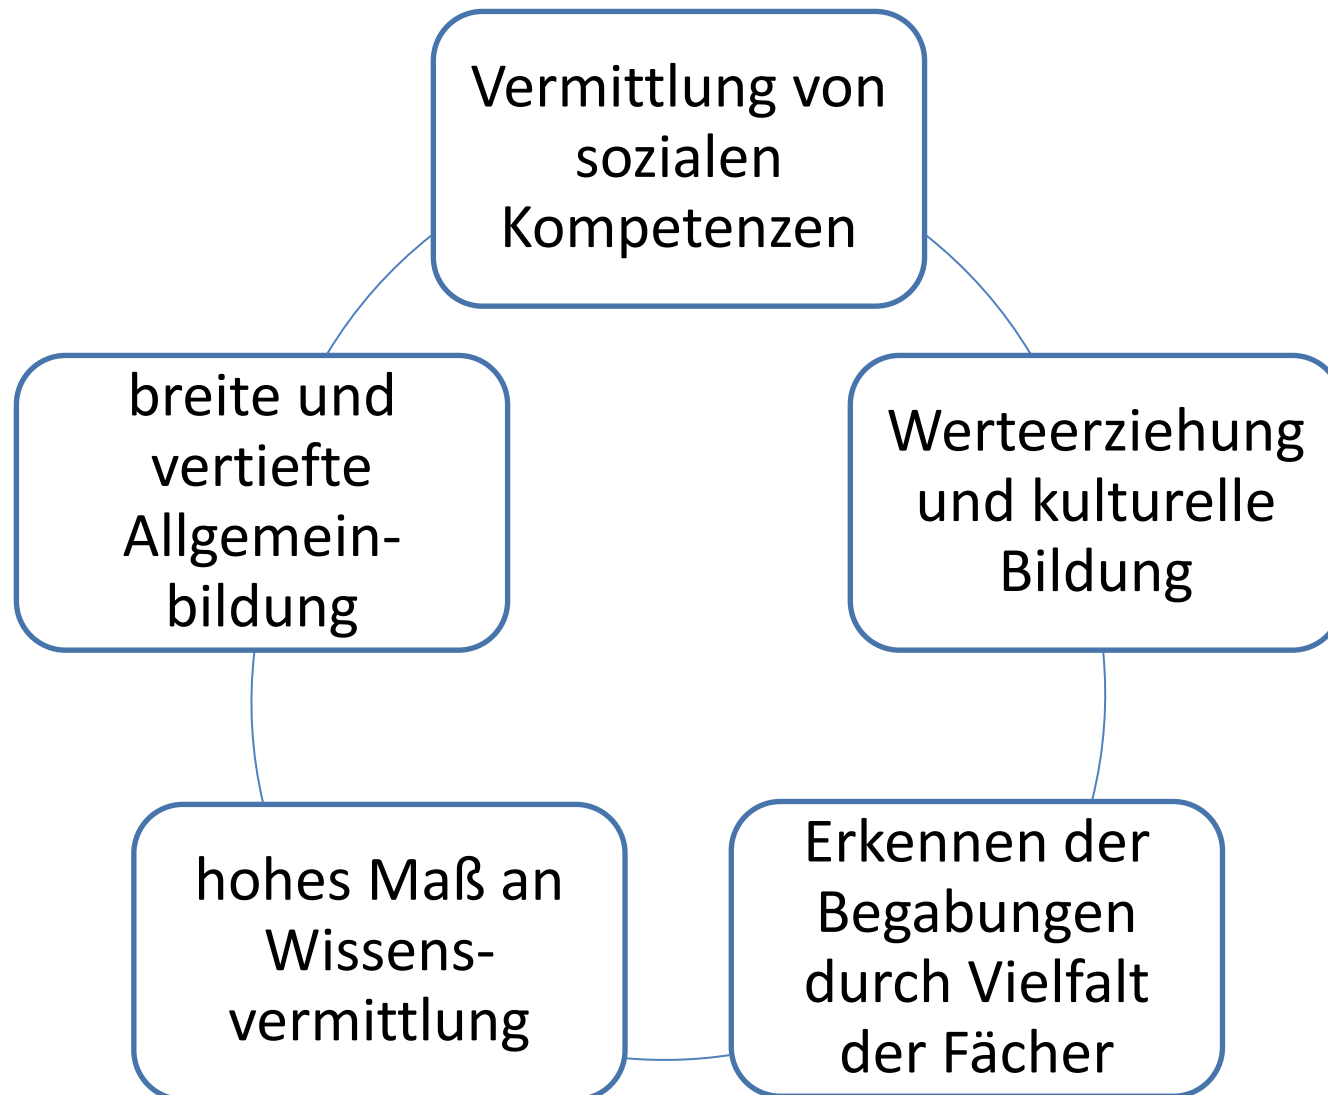 Vermittlung von
sozialen
Kompetenzen
Werteerziehung
und kulturelle
Bildung
Erkennen der
Begabungen
durch Vielfalt
der Fächer
hohes Maß an
Wissens-
vermittlung
breite und
vertiefte
Allgemein-
bildung